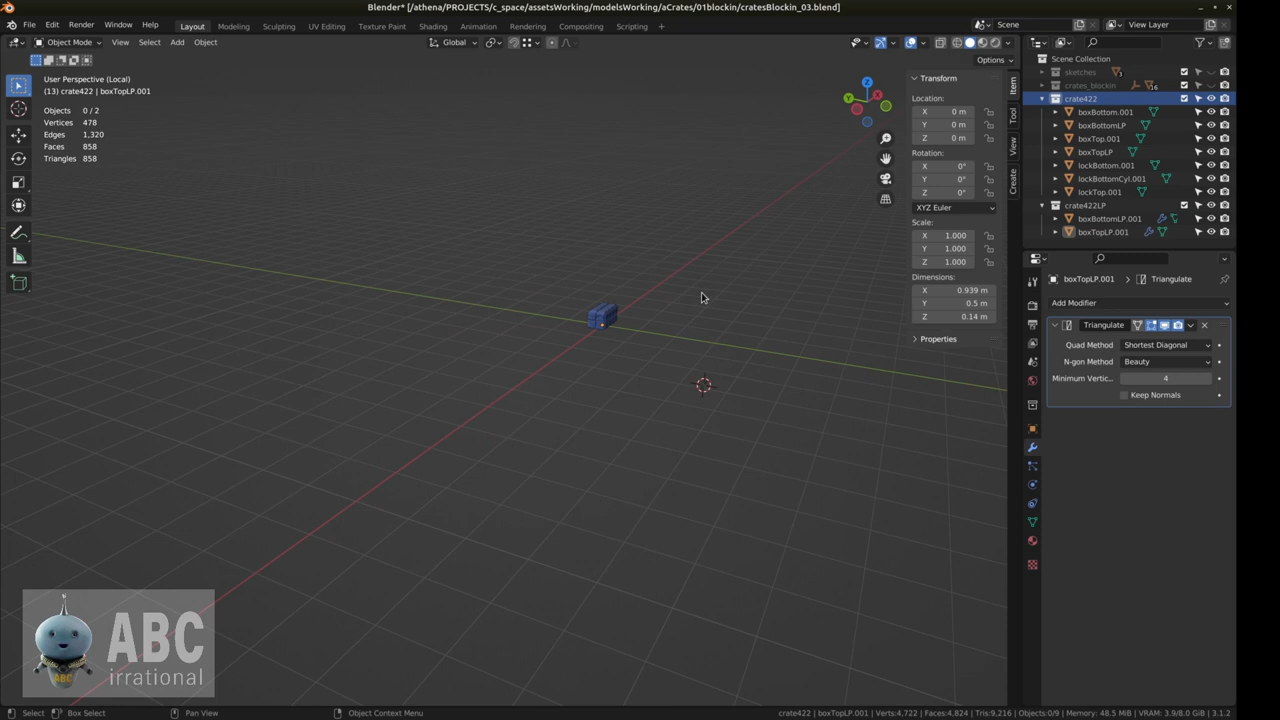 Blender* [/athena/PROJECTS/c_space/assetsWorking/modelsWorking/aCrates/01blockin/cratesBlockin_03.blend]
File Edit Render Window Help Layout Modeling Sculpting UV Editing Texture Paint Shading Animation Rendering Compositing Scripting + Scene View Layer
Object Mode View Select Add Object Global
Options
User Perspective (Local)
(13) crate422 | boxTopLP.001
Objects 0 / 2
Vertices 478
Edges 1,320
Faces 858
Triangles 858
Z
X
Y
Transform
Location:
X 0 m
Y 0 m
Z 0 m
Rotation:
X 0°
Y 0°
Z 0°
XYZ Euler
Scale:
X 1.000
Y 1.000
Z 1.000
Dimensions:
X 0.939 m
Y 0.5 m
Z 0.14 m
Properties
Item
Tool
View
Create
Scene Collection
sketches 3
crates_blockin 16
crate422
boxBottom.001
boxBottomLP
boxTop.001
boxTopLP
lockBottom.001
lockBottomCyl.001
lockTop.001
crate422LP
boxBottomLP.001
boxTopLP.001
boxTopLP.001 > Triangulate
Add Modifier
Triangulate
Quad Method Shortest Diagonal
N-gon Method Beauty
Minimum Vertic... 4
Keep Normals
ABC
ABC
irrational
Select Box Select Pan View Object Context Menu crate422 | boxTopLP.001 | Verts:4,722 | Faces:4,824 | Tris:9,216 | Objects:0/9 | Memory: 48.5 MiB | VRAM: 3.9/8.0 GiB | 3.1.2